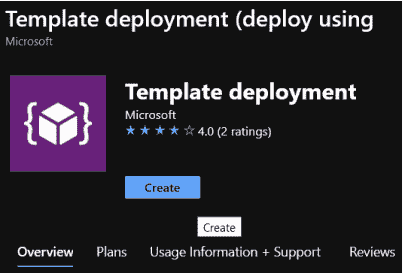 Template deployment (deploy using
Microsoft
Template deployment
Microsoft
4.0 (2 ratings)
Create
Create
Overview Plans Usage Information + Support Reviews